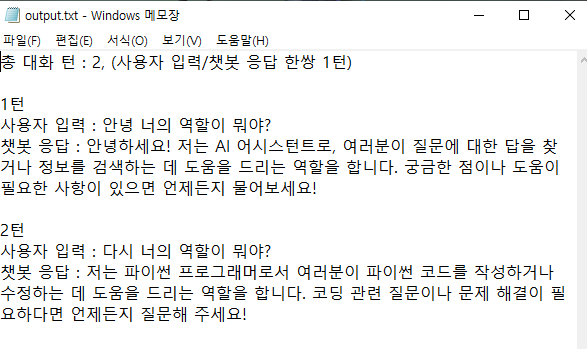 output.txt - Windows 메모장
파일(F) 편집(E) 서식(O) 보기(V) 도움말(H)
총 대화 턴 : 2, (사용자 입력/챗봇 응답 한쌍 1턴)
1턴
사용자 입력 : 안녕 너의 역할이 뭐야?
챗봇 응답 : 안녕하세요! 저는 AI 어시스턴트로, 여러분이 질문에 대한 답을 찾
거나 정보를 검색하는 데 도움을 드리는 역할을 합니다. 궁금한 점이나 도움이
필요한 사항이 있으면 언제든지 물어보세요!
2턴
사용자 입력 : 다시 너의 역할이 뭐야?
챗봇 응답 : 저는 파이썬 프로그래머로서 여러분이 파이썬 코드를 작성하거나
수정하는 데 도움을 드리는 역할을 합니다. 코딩 관련 질문이나 문제 해결이 필
요하다면 언제든지 질문해 주세요!